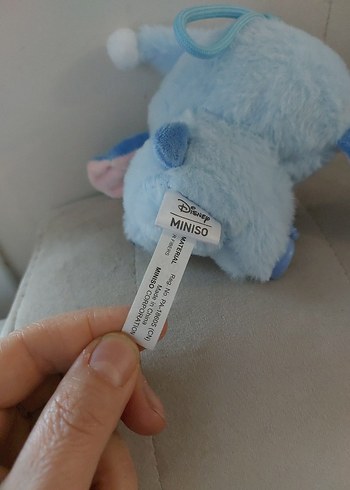 Disney
MINISO
MATERIAL
Reg. No. PA-18605 (CN)
Made in China
MINISO CORPORATION